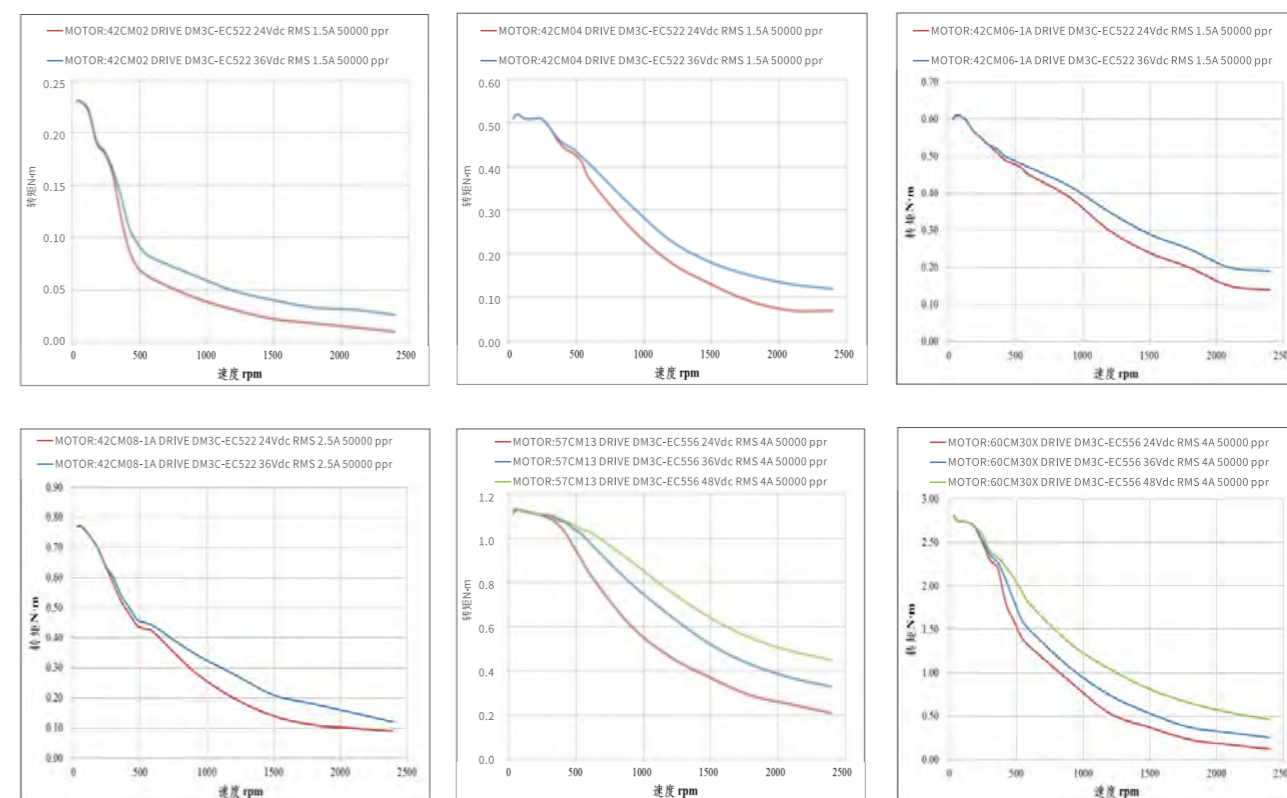 MOTOR:42CM02 DRIVE DM3C-EC522 24Vdc RMS 1.5A 50000 ppr
MOTOR:42CM02 DRIVE DM3C-EC522 36Vdc RMS 1.5A 50000 ppr
0.25
0.20
0.15
0.10
0.05
0.00
转矩N·m
0 500 1000 1500 2000 2500
速度 rpm
MOTOR:42CM04 DRIVE DM3C-EC522 24Vdc RMS 1.5A 50000 ppr
MOTOR:42CM04 DRIVE DM3C-EC522 36Vdc RMS 1.5A 50000 ppr
0.60
0.50
0.40
0.30
0.20
0.10
0.00
转矩N·m
0 500 1000 1500 2000 2500
速度 rpm
MOTOR:42CM06-1A DRIVE DM3C-EC522 24Vdc RMS 1.5A 50000 ppr
MOTOR:42CM06-1A DRIVE DM3C-EC522 36Vdc RMS 1.5A 50000 ppr
0.70
0.60
0.50
0.40
0.30
0.20
0.10
0.00
转矩N·m
0 500 1000 1500 2000 250
速度 rpm
MOTOR:42CM08-1A DRIVE DM3C-EC522 24Vdc RMS 2.5A 50000 ppr
MOTOR:42CM08-1A DRIVE DM3C-EC522 36Vdc RMS 2.5A 50000 ppr
0.90
0.80
0.70
0.60
0.50
0.40
0.30
0.20
0.10
0.00
转矩N·m
0 500 1000 1500 2000 2500
速度 rpm
MOTOR:57CM13 DRIVE DM3C-EC556 24Vdc RMS 4A 50000 ppr
MOTOR:57CM13 DRIVE DM3C-EC556 36Vdc RMS 4A 50000 ppr
MOTOR:57CM13 DRIVE DM3C-EC556 48Vdc RMS 4A 50000 ppr
1.2
1.0
0.8
0.6
0.4
0.2
0.0
转矩N·m
0 500 1000 1500 2000 2500
速度 rpm
MOTOR:60CM30X DRIVE DM3C-EC556 24Vdc RMS 4A 50000 ppr
MOTOR:60CM30X DRIVE DM3C-EC556 36Vdc RMS 4A 50000 ppr
MOTOR:60CM30X DRIVE DM3C-EC556 48Vdc RMS 4A 50000 ppr
3.00
2.50
2.00
1.50
1.00
0.50
0.00
转矩N·m
0 500 1000 1500 2000 250
速度 rpm